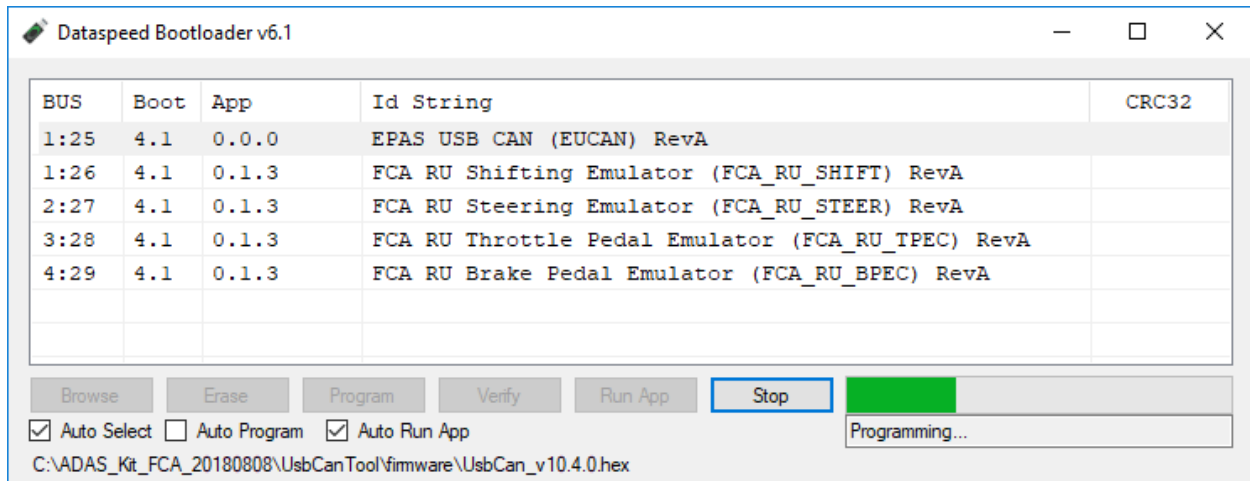 Dataspeed Bootloader v6.1
BUS Boot App Id String CRC32
1:25 4.1 0.0.0 EPAS USB CAN (EUCAN) RevA
1:26 4.1 0.1.3 FCA RU Shifting Emulator (FCA_RU_SHIFT) RevA
2:27 4.1 0.1.3 FCA RU Steering Emulator (FCA_RU_STEER) RevA
3:28 4.1 0.1.3 FCA RU Throttle Pedal Emulator (FCA_RU_TPEC) RevA
4:29 4.1 0.1.3 FCA RU Brake Pedal Emulator (FCA_RU_BPEC) RevA
Browse Erase Program Verify Run App Stop
Auto Select Auto Program Auto Run App Programming...
C:\ADAS_Kit_FCA_20180808\UsbCanTool\firmware\UsbCan_v10.4.0.hex